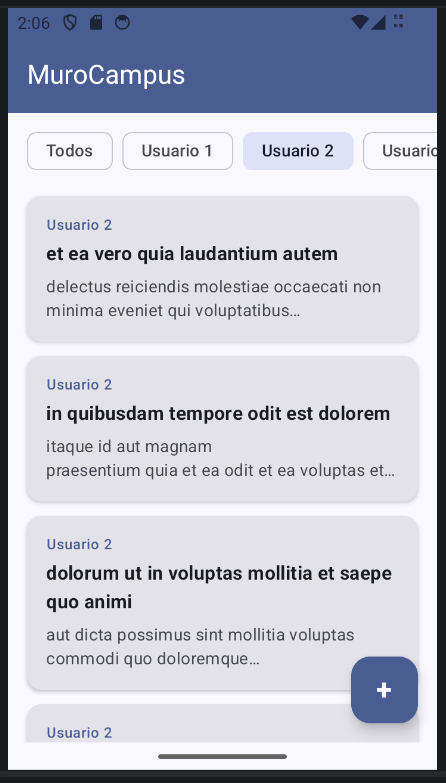 2:06
MuroCampus
Todos
Usuario 1
Usuario 2
Usuario
Usuario 2
et ea vero quia laudantium autem
delectus reiciendis molestiae occaecati non
minima eveniet qui voluptatibus…
Usuario 2
in quibusdam tempore odit est dolorem
itaque id aut magnam
praesentium quia et ea odit et ea voluptas et…
Usuario 2
dolorum ut in voluptas mollitia et saepe
quo animi
aut dicta possimus sint mollitia voluptas
commodi quo doloremque…
+
Usuario 2